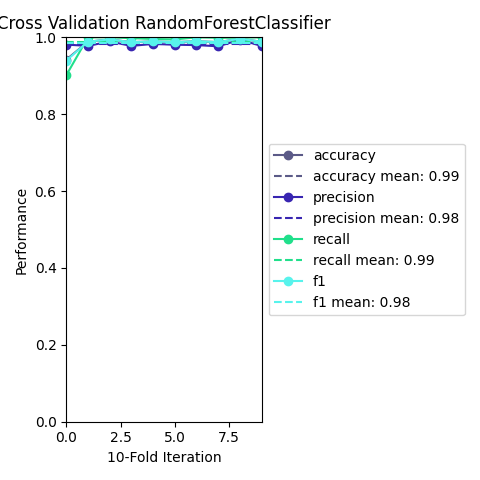 Cross Validation RandomForestClassifier
1.0
0.8
0.6
0.4
0.2
0.0
Performance
0.0 2.5 5.0 7.5
10-Fold Iteration
accuracy
accuracy mean: 0.99
precision
precision mean: 0.98
recall
recall mean: 0.99
f1
f1 mean: 0.98